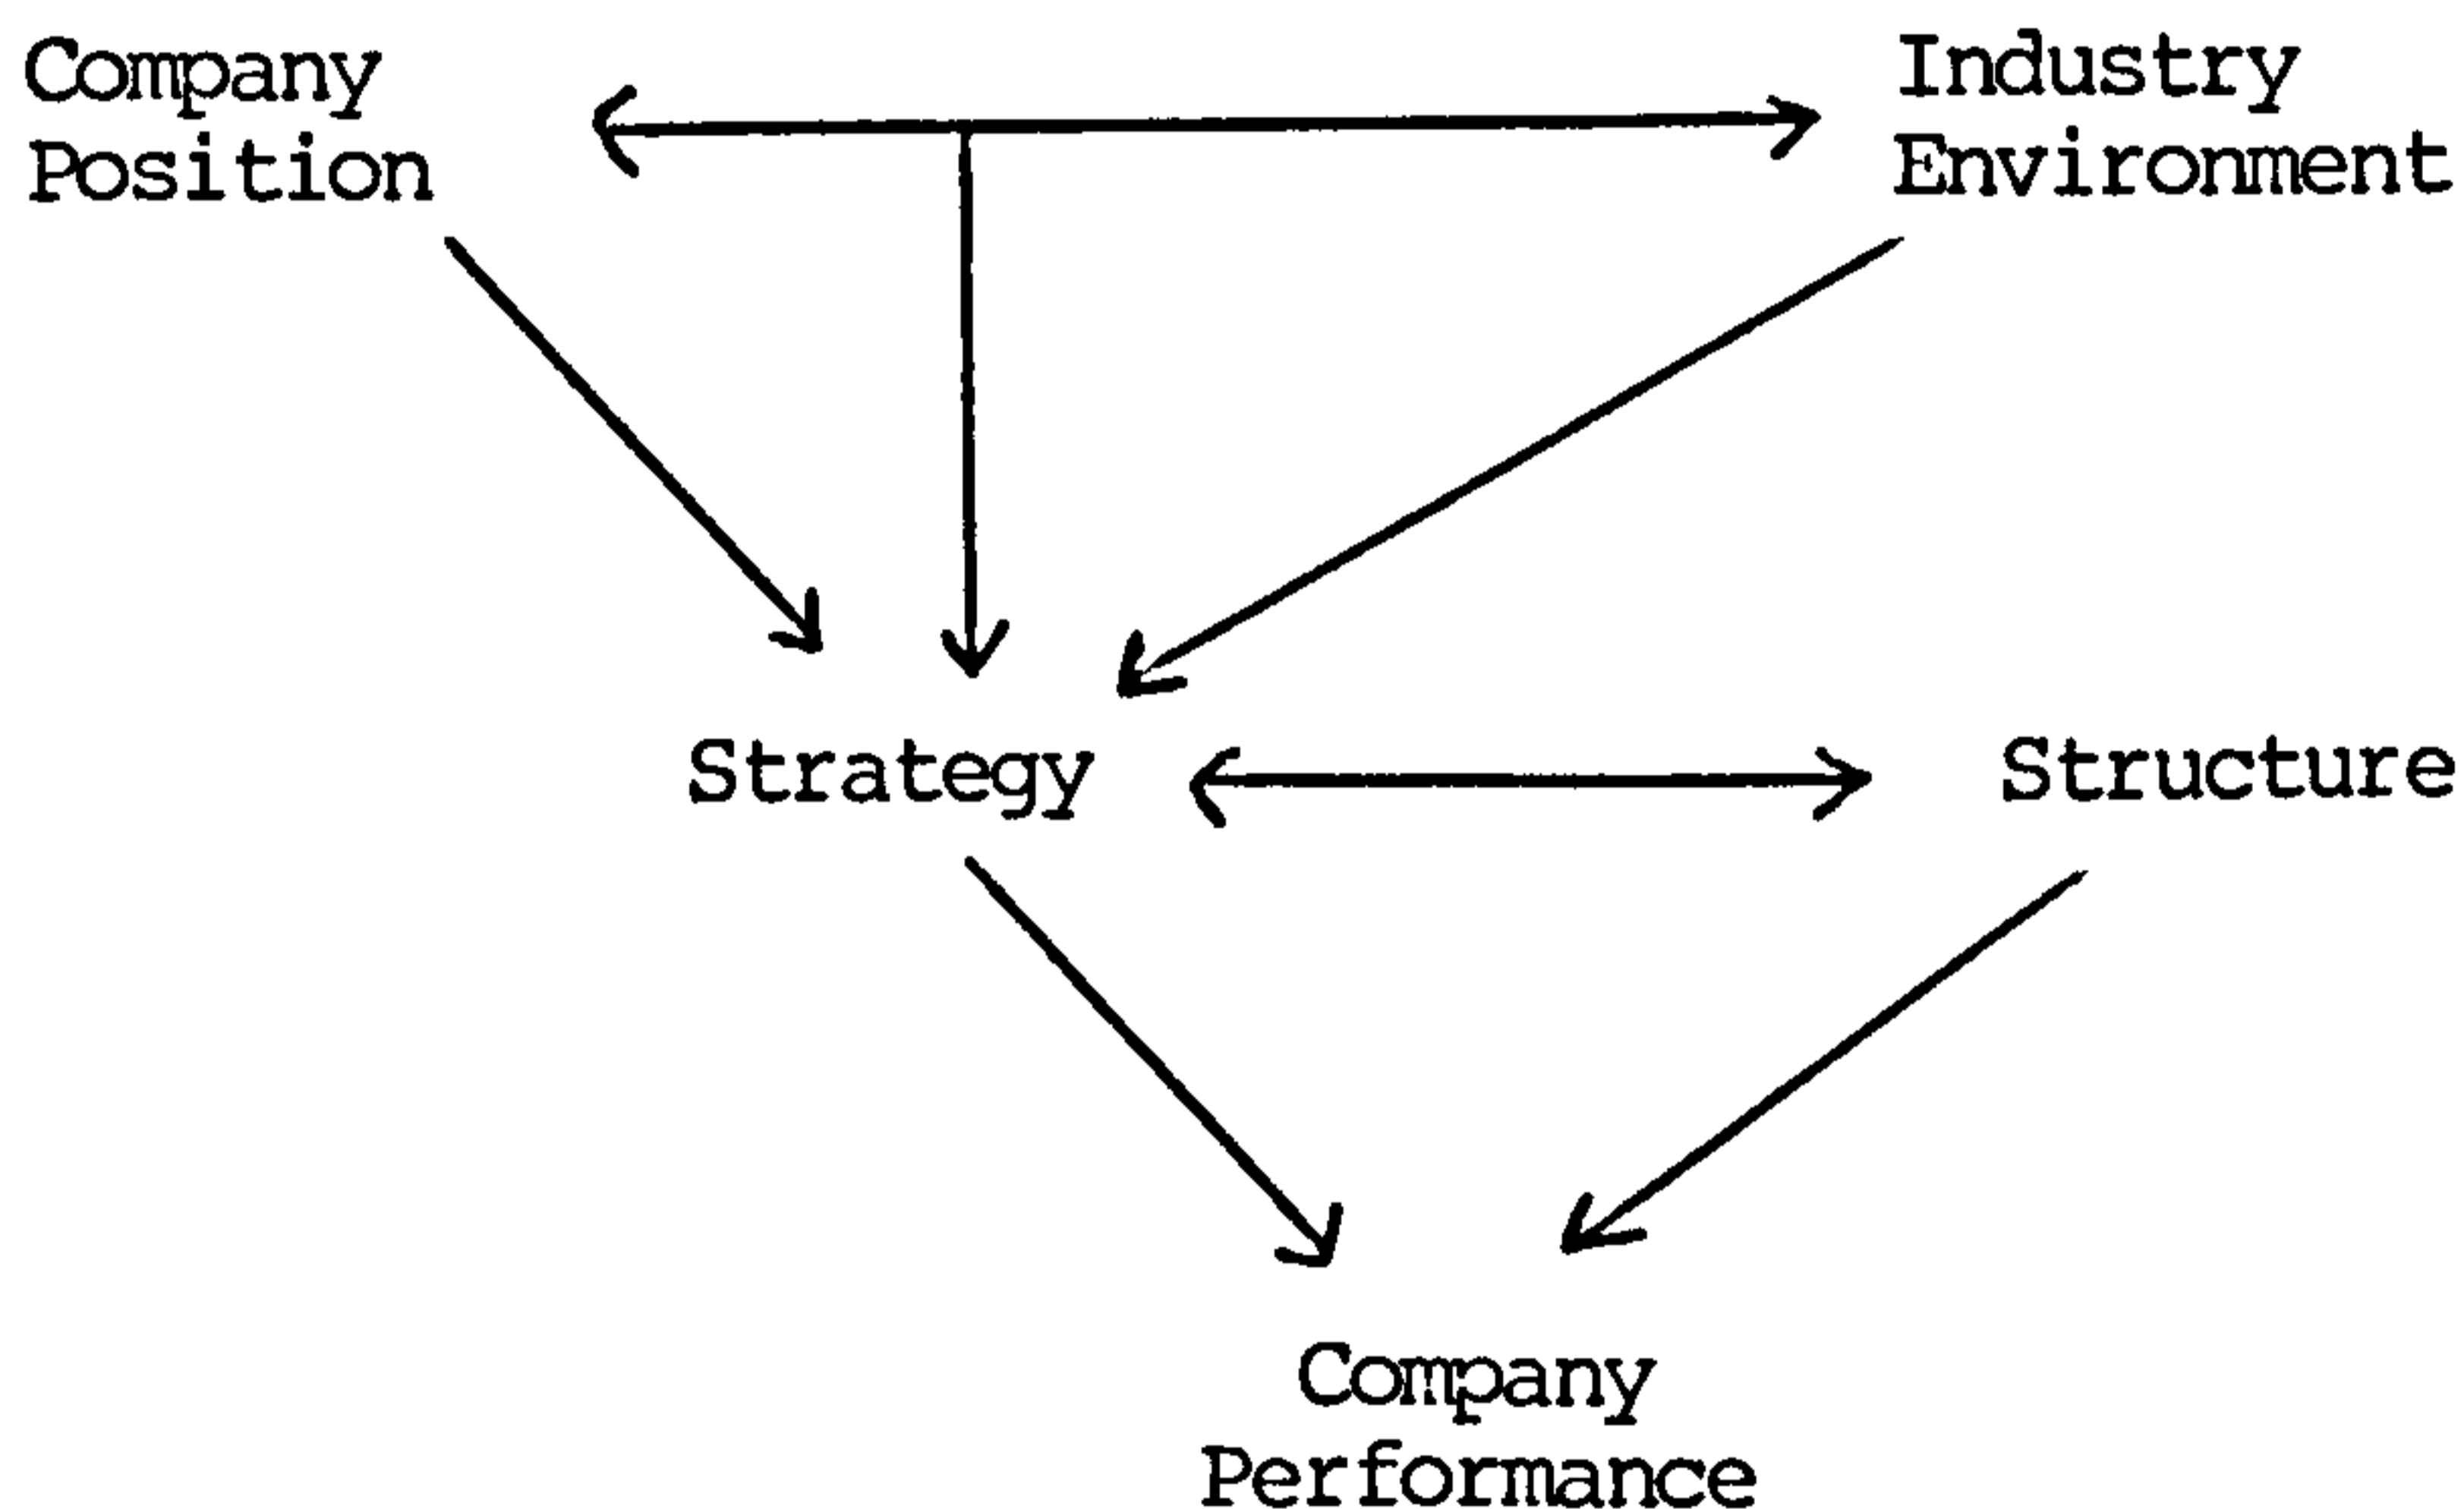 Company
Position
Industry
Environment
Strategy
Structure
Company
Performance